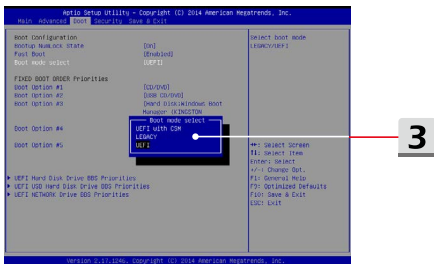 Aptio Setup Utility - Copyright (C) 2014 American Megatrends, Inc.
Main Advanced Boot Security Save & Exit
Boot Configuration
Bootup NumLock State [On]
Fast Boot [Enabled]
Boot mode select [UEFI]
FIXED BOOT ORDER Priorities
Boot Option #1 [CD/DVD]
Boot Option #2 [USB CD/DVD]
Boot Option #3 [Hard Disk:Windows Boot
Manager (KINGSTON
Boot Option #4
Boot Option #5
Boot mode select
UEFI with CSM
LEGACY
UEFI
UEFI Hard Disk Drive BBS Priorities
UEFI USB Hard Disk Drive BBS Priorities
UEFI NETWORK Drive BBS Priorities
Select boot mode
LEGACY/UEFI
: Select Screen
: Select Item
Enter: Select
+/-: Change Opt.
F1: General Help
F9: Optimized Defaults
F10: Save & Exit
ESC: Exit
Version 2.17.1246. Copyright (C) 2014 American Megatrends, Inc.
3